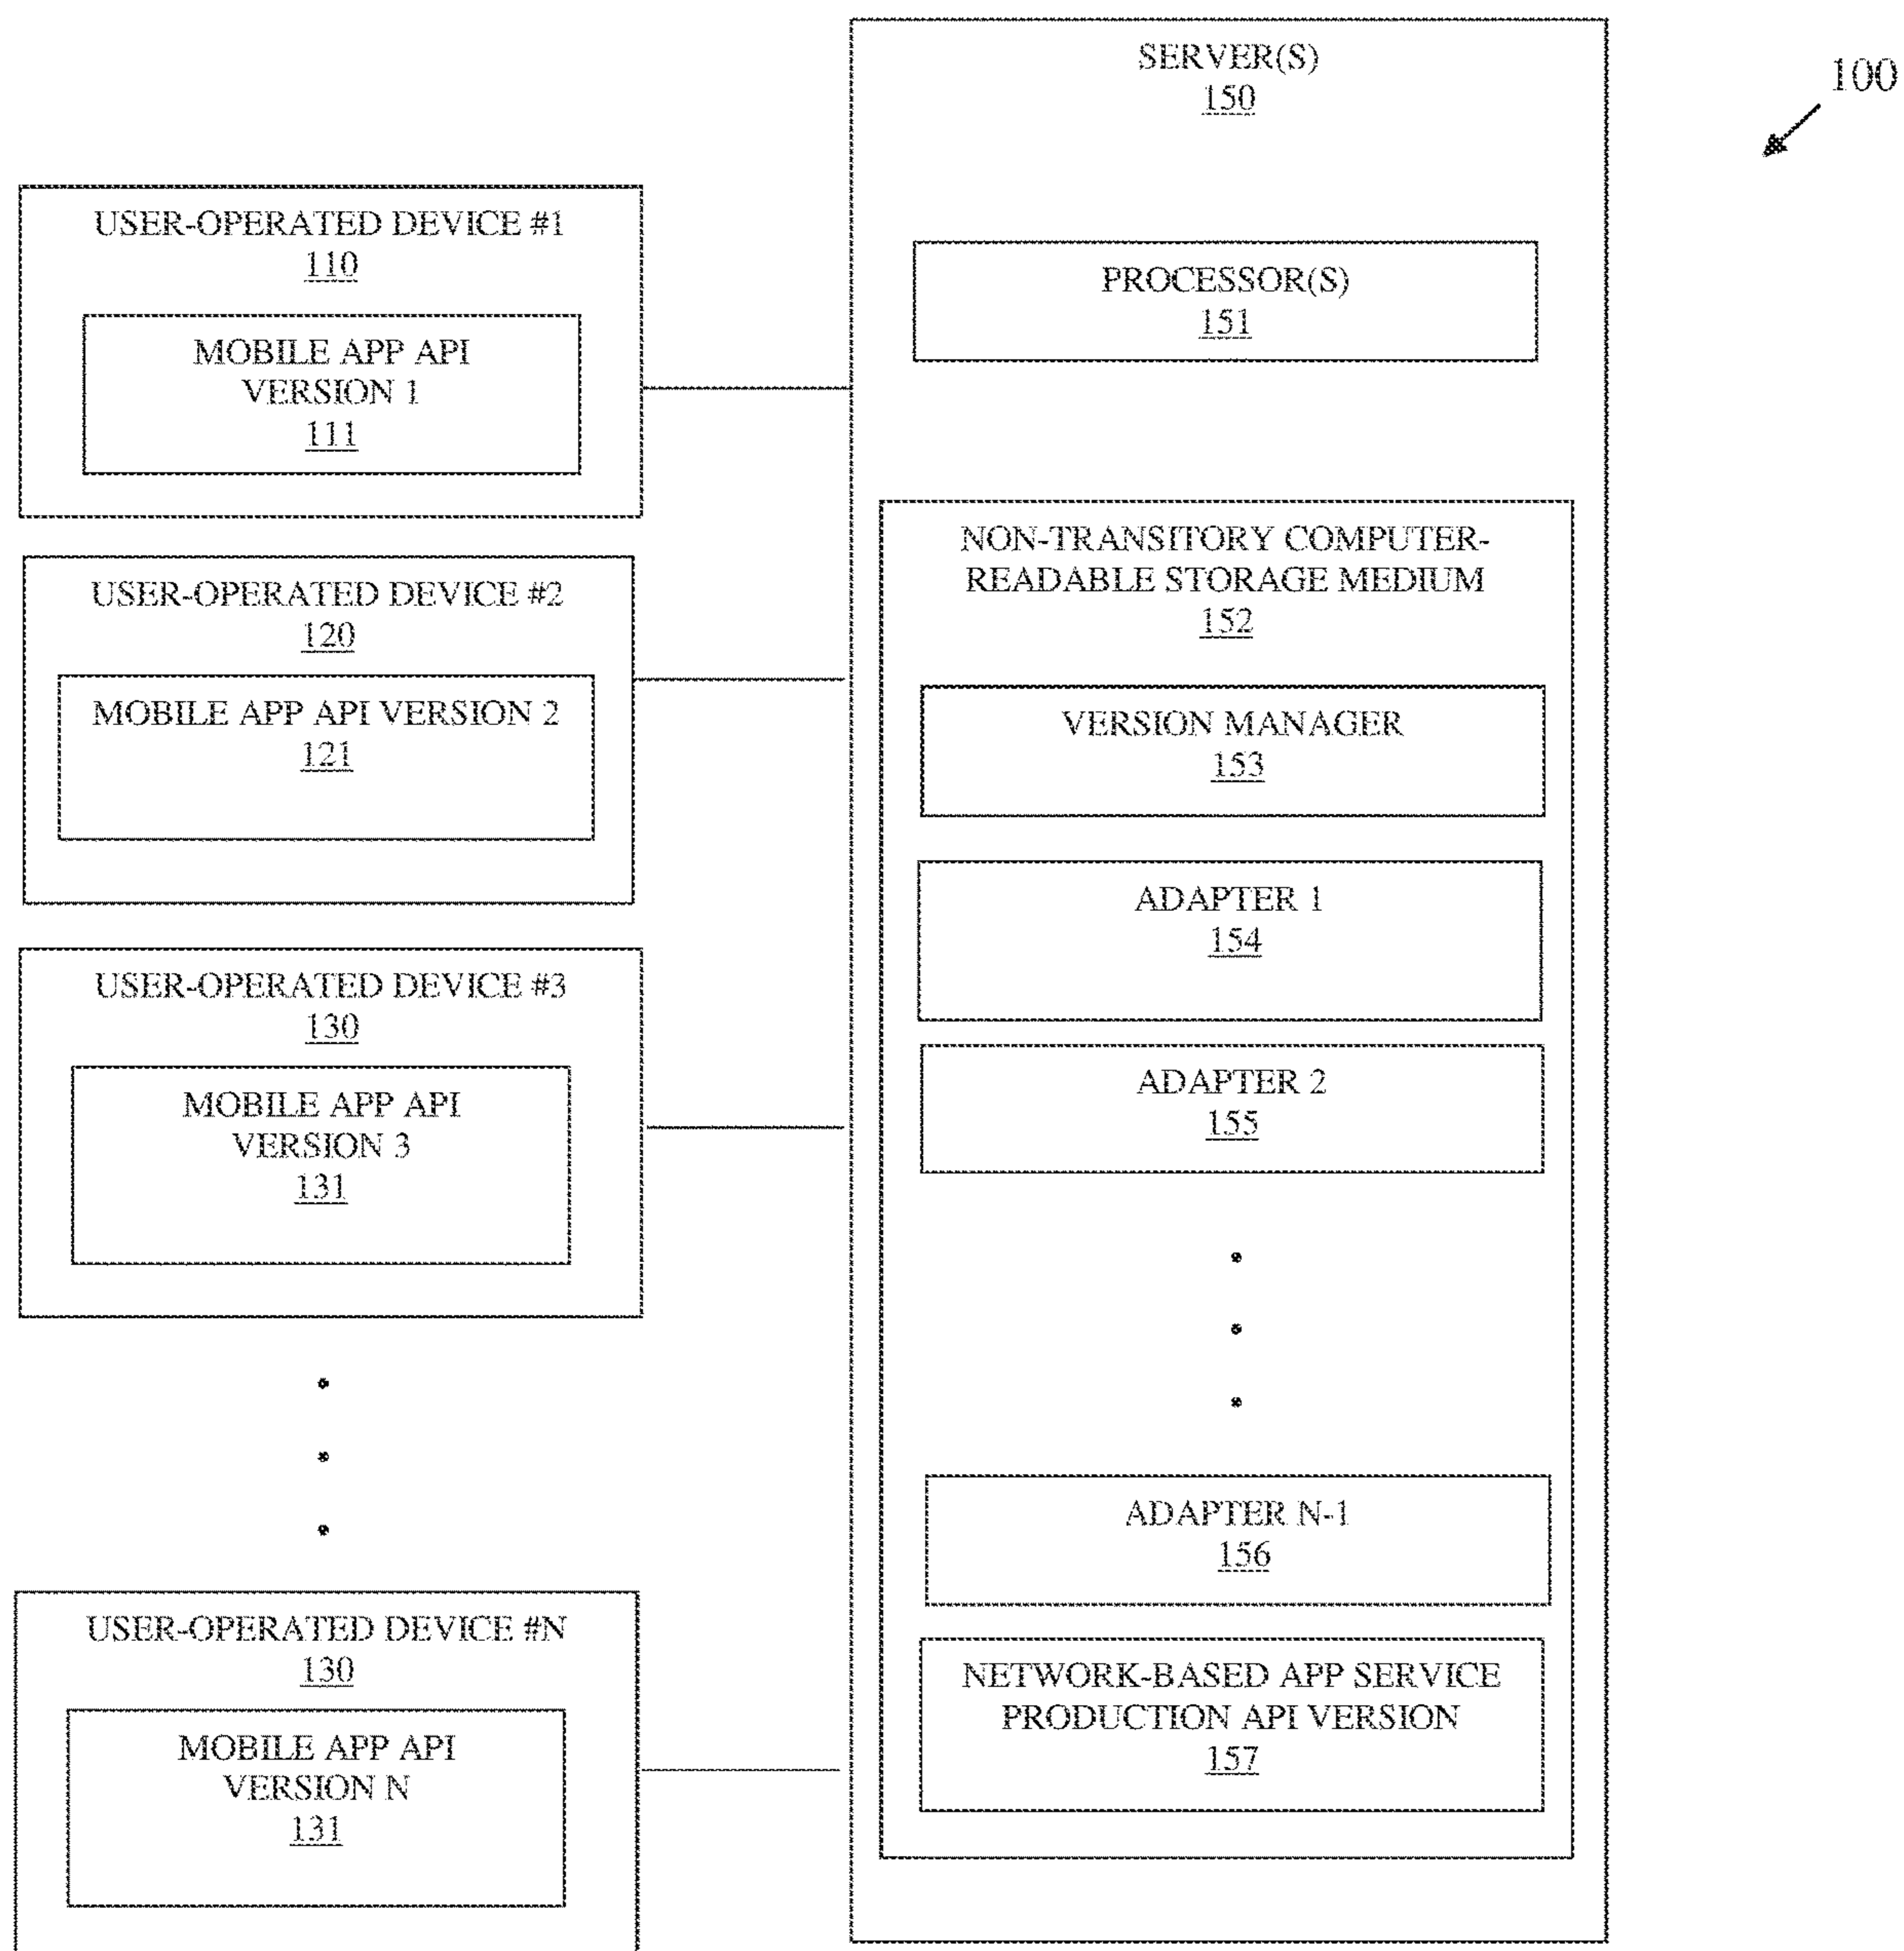 SERVER(S)
150
100
PROCESSOR(S)
151
USER-OPERATED DEVICE #1
110
MOBILE APP API
VERSION 1
111
USER-OPERATED DEVICE #2
120
MOBILE APP API VERSION 2
121
USER-OPERATED DEVICE #3
130
MOBILE APP API
VERSION 3
131
USER-OPERATED DEVICE #N
130
MOBILE APP API
VERSION N
131
NON-TRANSITORY COMPUTER-
READABLE STORAGE MEDIUM
152
VERSION MANAGER
153
ADAPTER 1
154
ADAPTER 2
155
ADAPTER N-1
156
NETWORK-BASED APP SERVICE
PRODUCTION API VERSION
157